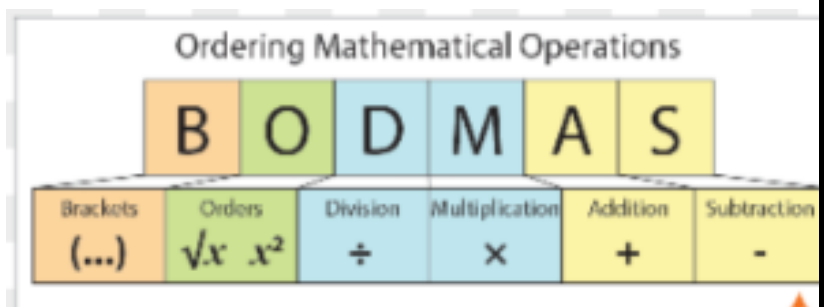 Ordering Mathematical Operations
B O D M A S
Brackets Orders Division Multiplication Addition Subtraction
(...) √x x² ÷ × + -